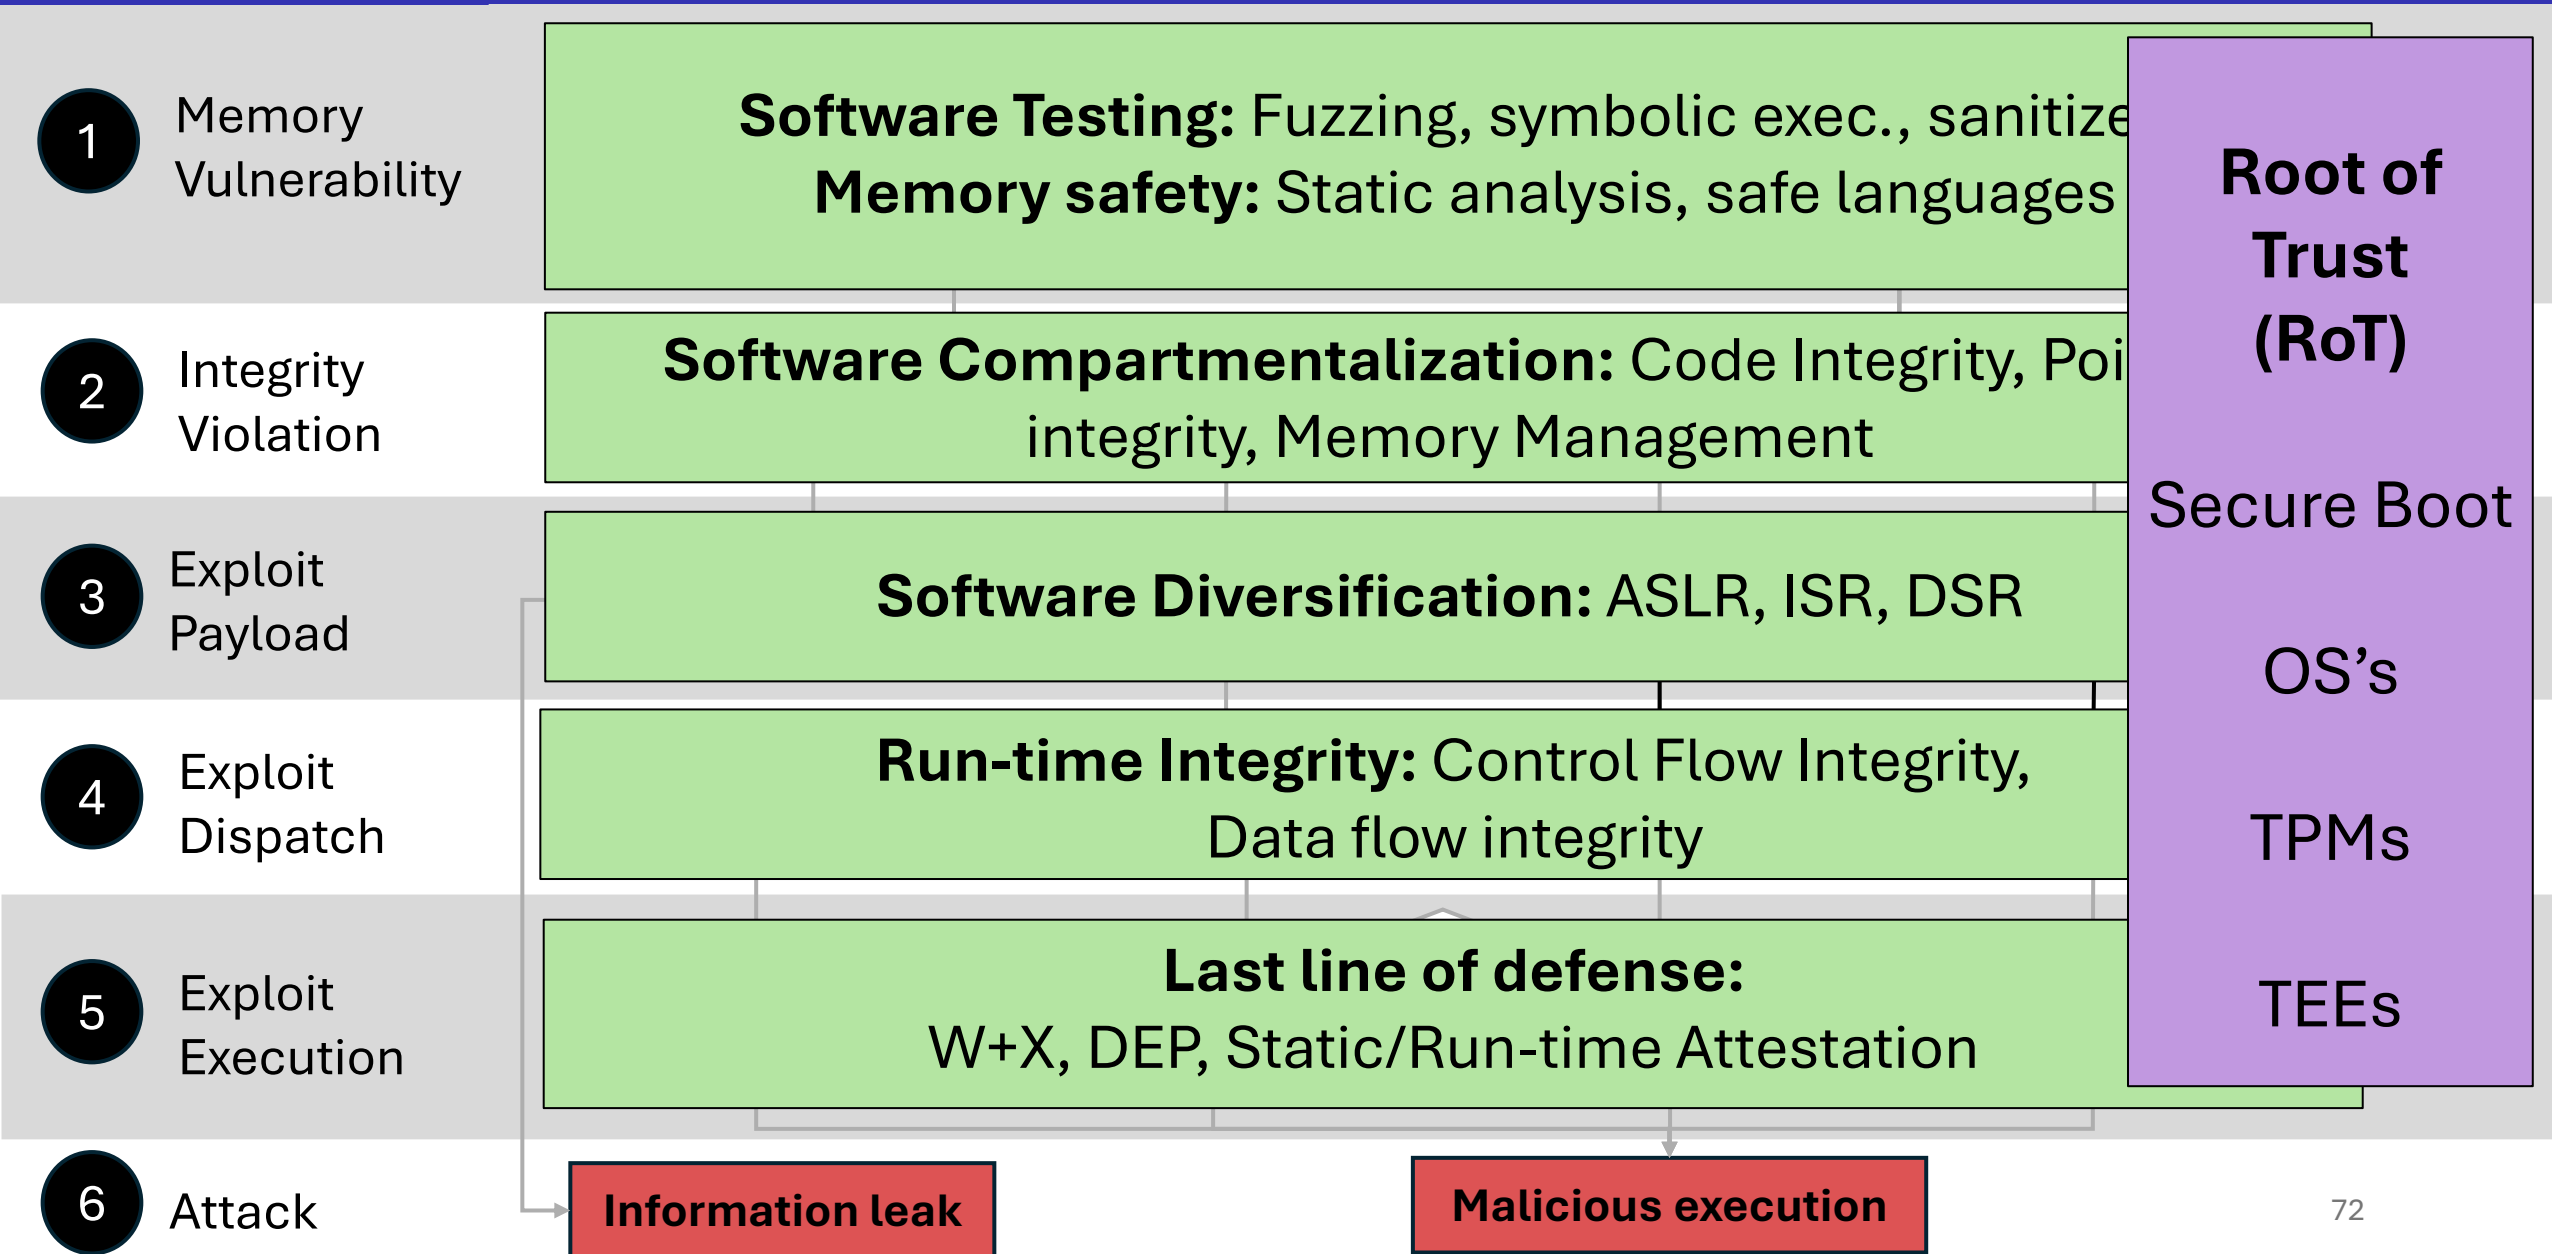 1
Memory
Vulnerability
Software Testing: Fuzzing, symbolic exec., sanitize
Memory safety: Static analysis, safe languages
2
Integrity
Violation
Software Compartmentalization: Code Integrity, Poi
integrity, Memory Management
3
Exploit
Payload
Software Diversification: ASLR, ISR, DSR
4
Exploit
Dispatch
Run-time Integrity: Control Flow Integrity,
Data flow integrity
5
Exploit
Execution
Last line of defense:
W+X, DEP, Static/Run-time Attestation
Root of
Trust
(RoT)
Secure Boot
OS’s
TPMs
TEEs
6
Attack
Information leak
Malicious execution
72